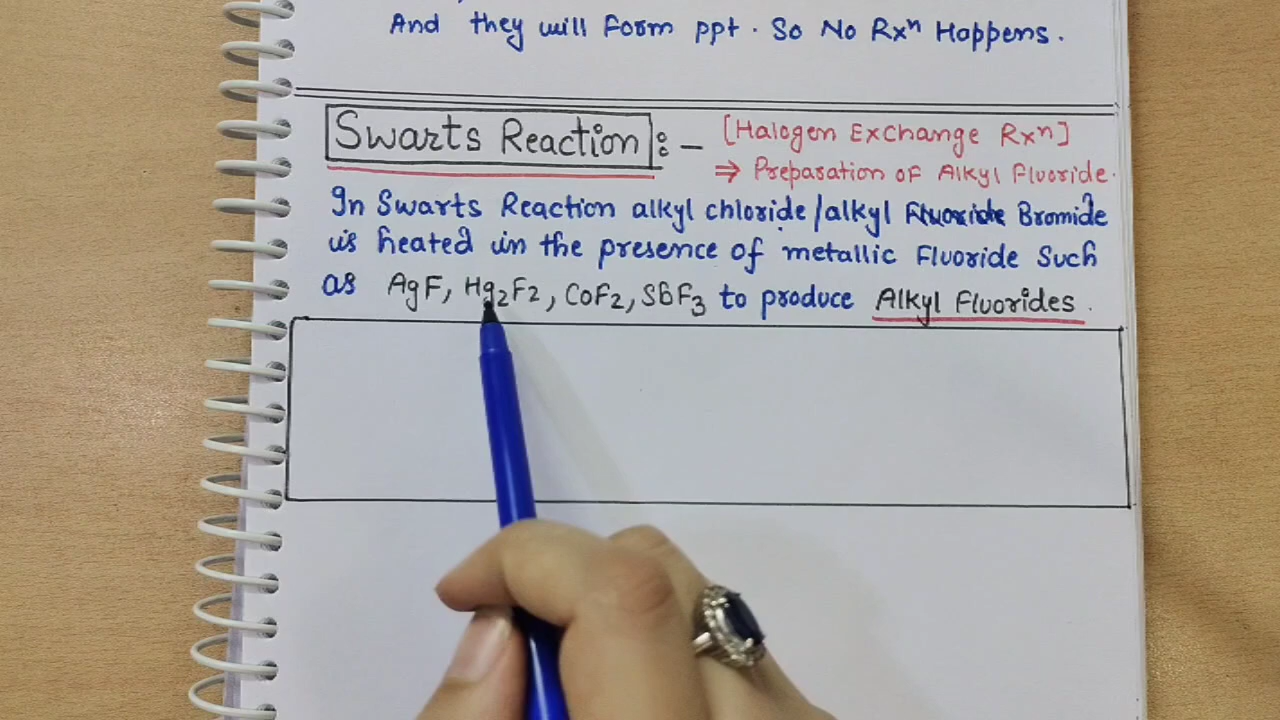 And they will Form ppt. So No Rxⁿ Happens.
Swarts Reaction :- [Halogen Exchange Rxⁿ]
⇒ Preparation of Alkyl Fluoride.
In Swarts Reaction alkyl chloride/alkyl Bromide
is heated in the presence of metallic Fluoride Such
as AgF, Hg₂F₂, CoF₂, SbF₃ to produce Alkyl Fluorides.